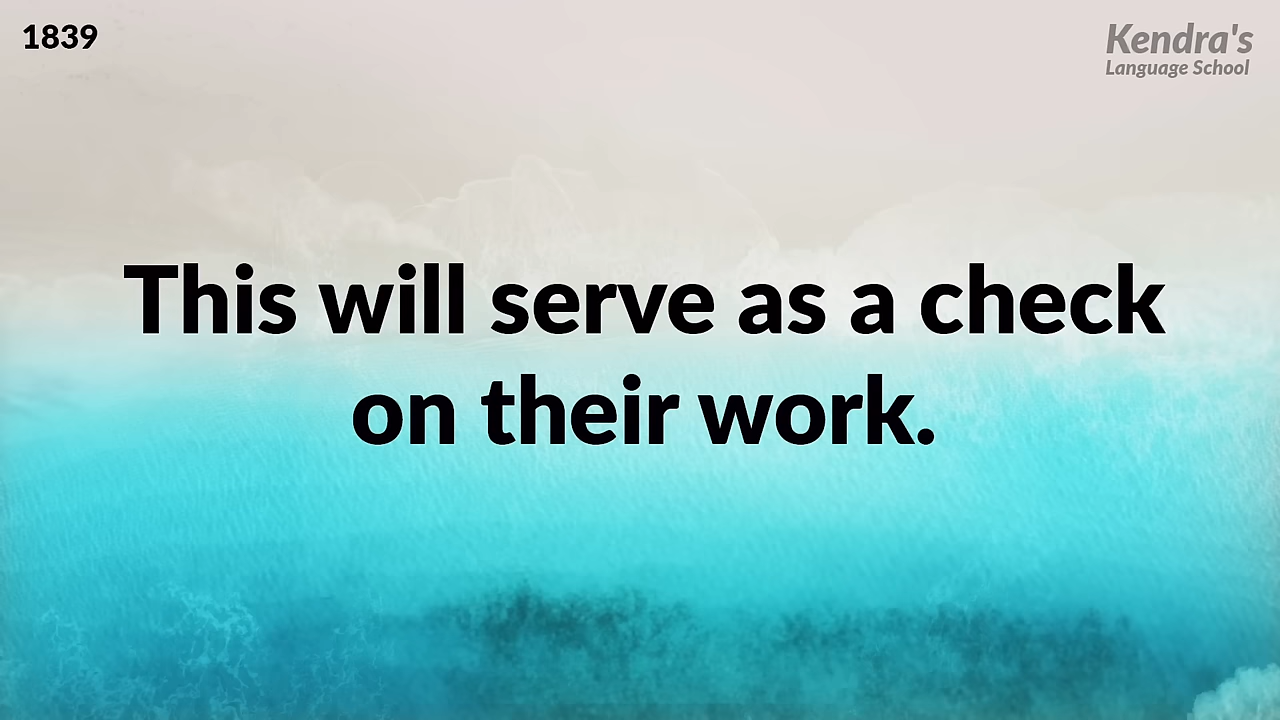 1839
Kendra's
Language School
This will serve as a check
on their work.